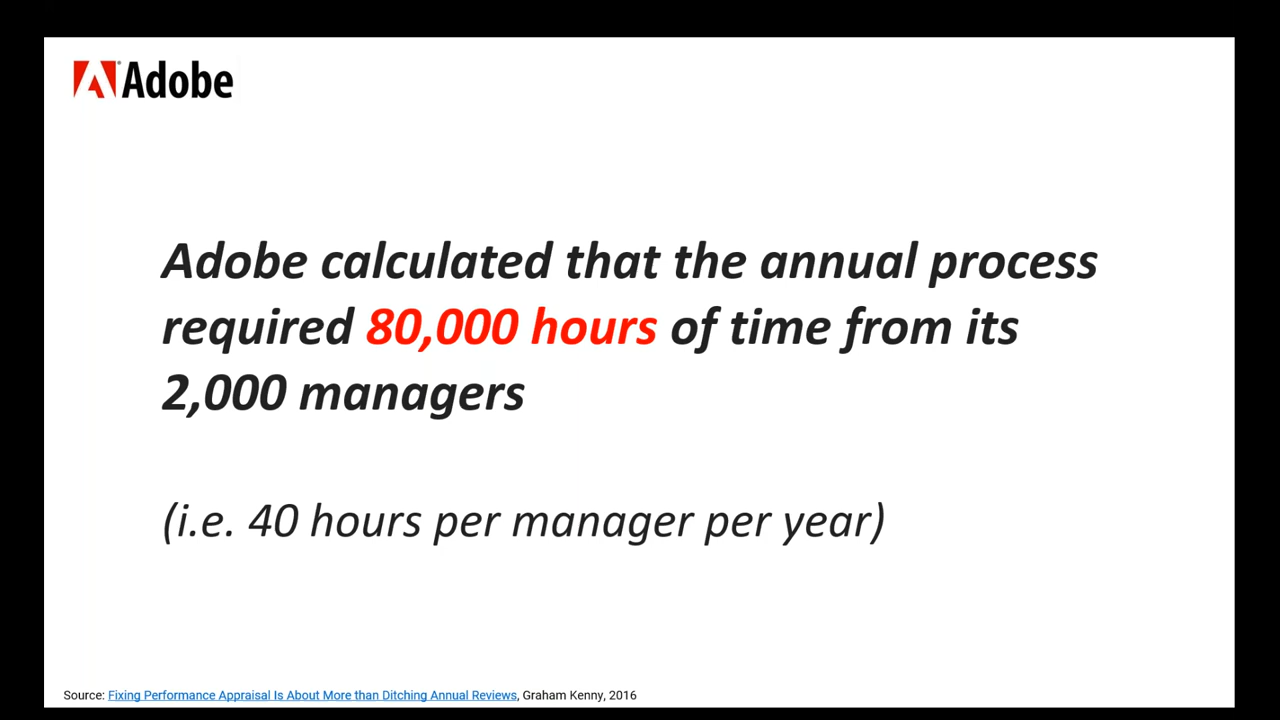 Adobe
Adobe calculated that the annual process
required 80,000 hours of time from its
2,000 managers
(i.e. 40 hours per manager per year)
Source: Fixing Performance Appraisal Is About More than Ditching Annual Reviews, Graham Kenny, 2016